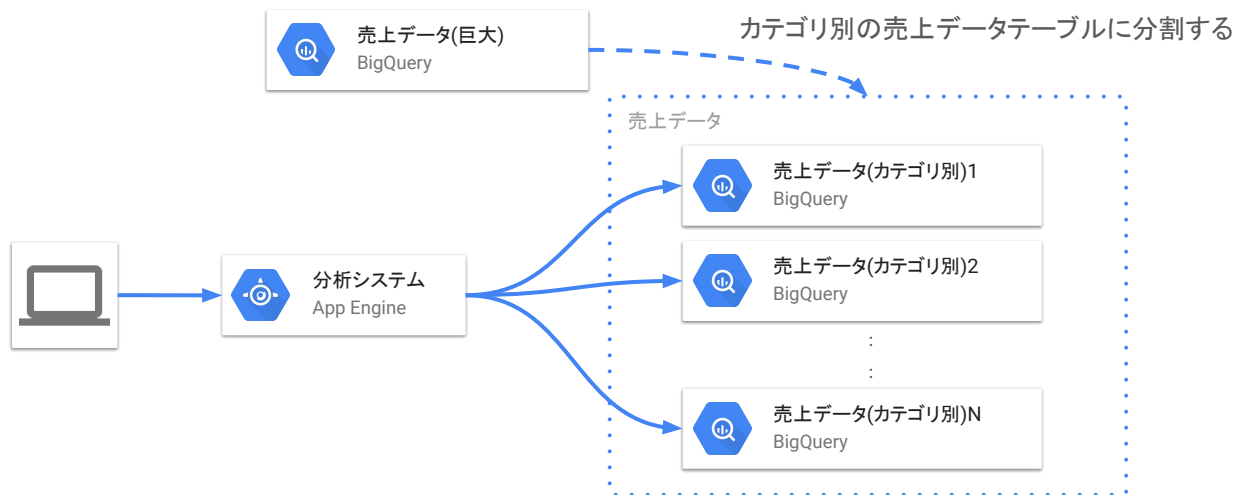 カテゴリ別の売上データテーブルに分割する
売上データ(巨大)
BigQuery
売上データ
売上データ(カテゴリ別)1
BigQuery
売上データ(カテゴリ別)2
BigQuery
分析システム
App Engine
:
:
売上データ(カテゴリ別)N
BigQuery